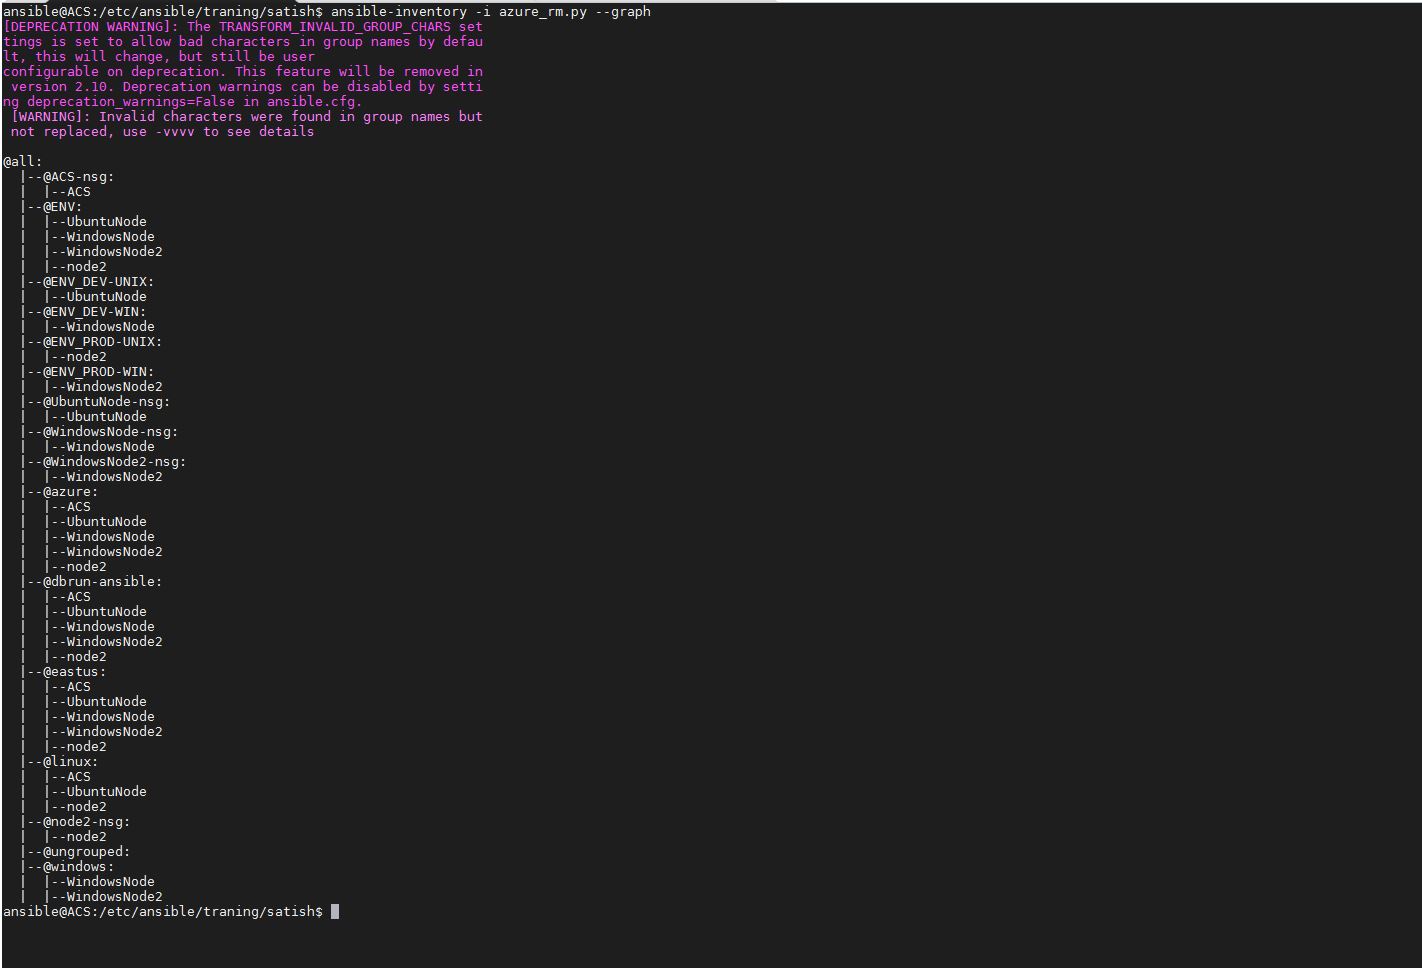 ansible@ACS:/etc/ansible/traning/satish$ ansible-inventory -i azure_rm.py --graph
[DEPRECATION WARNING]: The TRANSFORM_INVALID_GROUP_CHARS set
tings is set to allow bad characters in group names by defau
lt, this will change, but still be user
configurable on deprecation. This feature will be removed in
 version 2.10. Deprecation warnings can be disabled by setti
ng deprecation_warnings=False in ansible.cfg.
 [WARNING]: Invalid characters were found in group names but
 not replaced, use -vvvv to see details
@all:
  |--@ACS-nsg:
  |  |--ACS
  |--@ENV:
  |  |--UbuntuNode
  |  |--WindowsNode
  |  |--WindowsNode2
  |  |--node2
  |--@ENV_DEV-UNIX:
  |  |--UbuntuNode
  |--@ENV_DEV-WIN:
  |  |--WindowsNode
  |--@ENV_PROD-UNIX:
  |  |--node2
  |--@ENV_PROD-WIN:
  |  |--WindowsNode2
  |--@UbuntuNode-nsg:
  |  |--UbuntuNode
  |--@WindowsNode-nsg:
  |  |--WindowsNode
  |--@WindowsNode2-nsg:
  |  |--WindowsNode2
  |--@azure:
  |  |--ACS
  |  |--UbuntuNode
  |  |--WindowsNode
  |  |--WindowsNode2
  |  |--node2
  |--@dbrun-ansible:
  |  |--ACS
  |  |--UbuntuNode
  |  |--WindowsNode
  |  |--WindowsNode2
  |  |--node2
  |--@eastus:
  |  |--ACS
  |  |--UbuntuNode
  |  |--WindowsNode
  |  |--WindowsNode2
  |  |--node2
  |--@linux:
  |  |--ACS
  |  |--UbuntuNode
  |  |--node2
  |--@node2-nsg:
  |  |--node2
  |--@ungrouped:
  |--@windows:
  |  |--WindowsNode
  |  |--WindowsNode2
ansible@ACS:/etc/ansible/traning/satish$